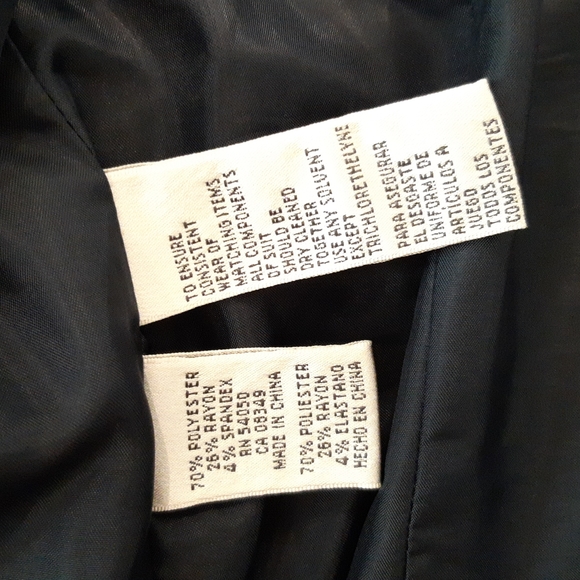 TO ENSURE
CONSISTENT
WEAR OF
MATCHING ITEMS
ALL COMPONENTS
OF SUIT
SHOULD BE
DRY CLEANED
TOGETHER
USE ANY SOLVENT
EXCEPT
TRICHLORETHELYNE
PARA ASEGURAR
EL DESGASTE
UNIFORME DE
ARTICULOS A
JUEGO
TODOS LOS
COMPONENTES
70% POLYESTER
26% RAYON
4% SPANDEX
RN 54050
CA 08349
MADE IN CHINA
70% POLIESTER
26% RAYON
4% ELASTANO
HECHO EN CHINA